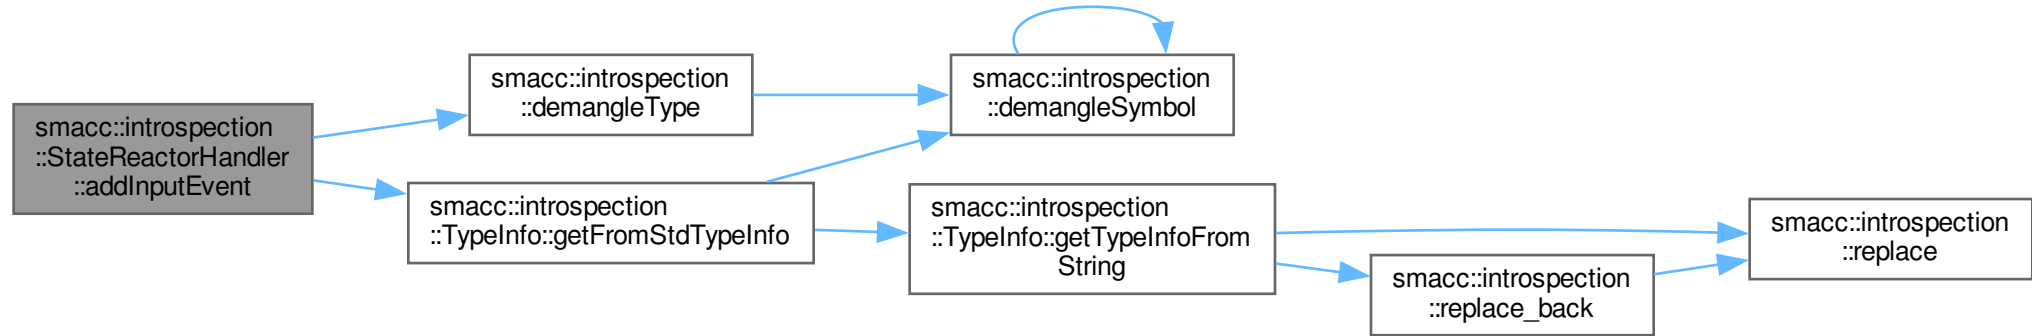 smacc::introspection
::StateReactorHandler
::addInputEvent
smacc::introspection
::demangleType
smacc::introspection
::TypeInfo::getFromStdTypeInfo
smacc::introspection
::demangleSymbol
smacc::introspection
::TypeInfo::getTypeInfoFrom
String
smacc::introspection
::replace_back
smacc::introspection
::replace